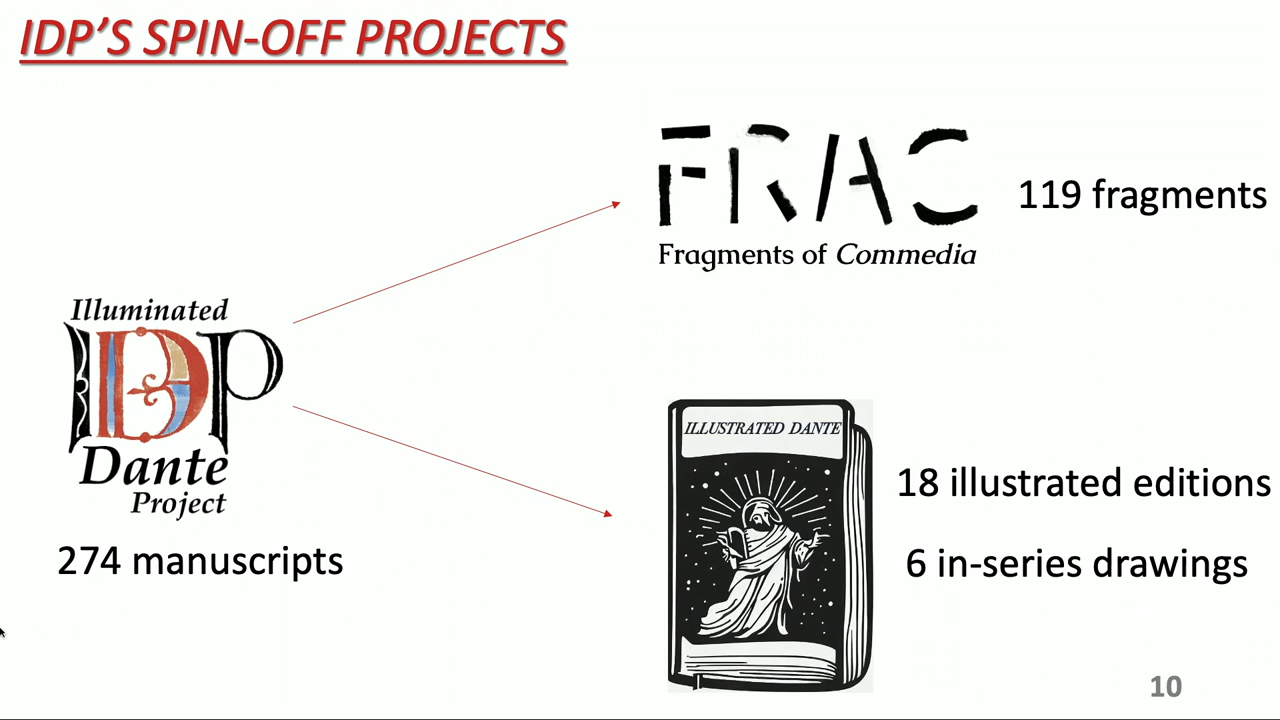 IDP'S SPIN-OFF PROJECTS
FRAC
Fragments of Commedia
119 fragments
Illuminated
IDP
Dante
Project
274 manuscripts
ILLUSTRATED DANTE
18 illustrated editions
6 in-series drawings
10